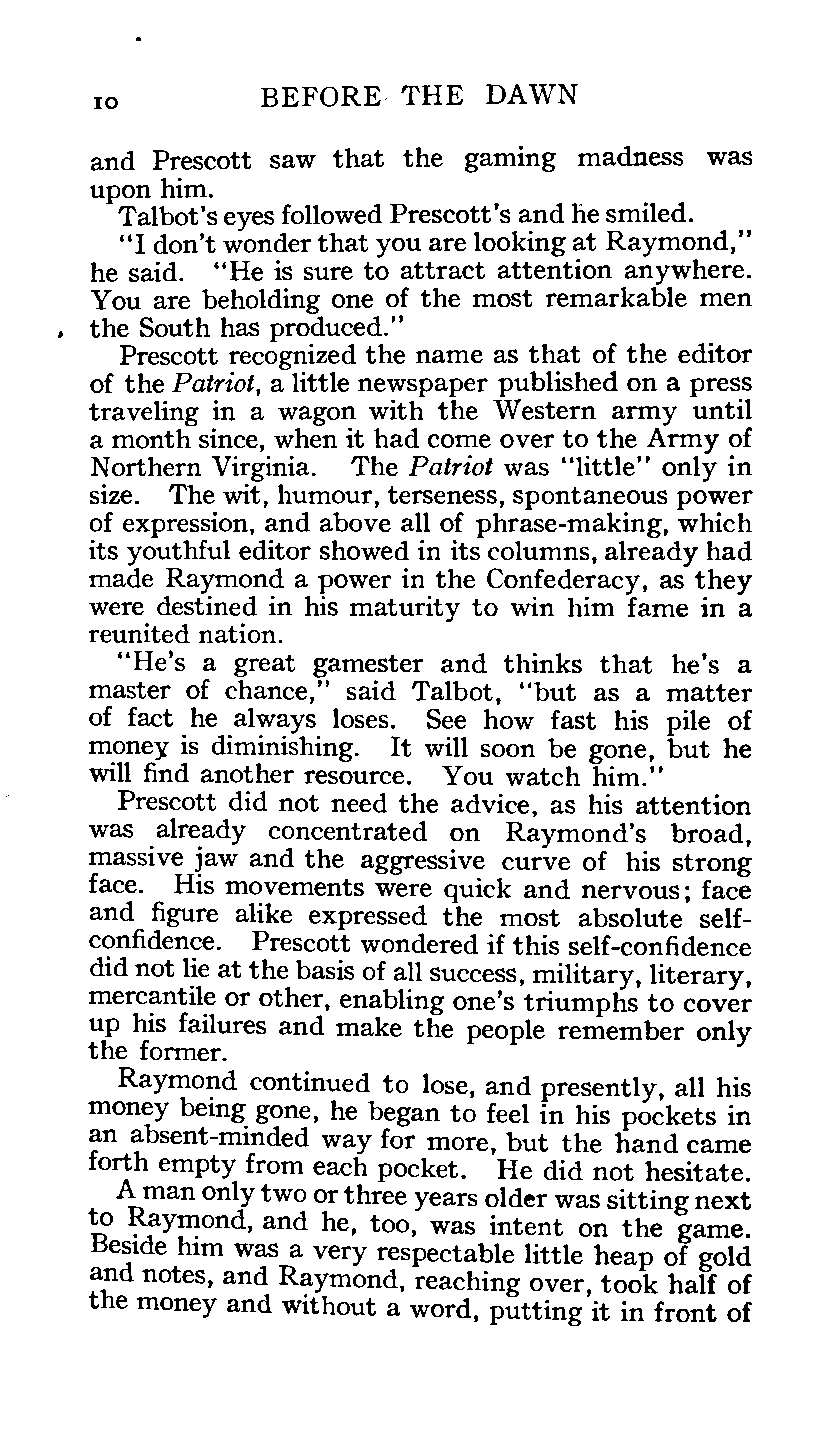 10 BEFORE THE DAWN
and Prescott saw that the gaming madness was
upon him.
Talbot's eyes followed Prescott's and he smiled.
"I don't wonder that you are looking at Raymond,"
he said. "He is sure to attract attention anywhere.
You are beholding one of the most remarkable men
the South has produced."
Prescott recognized the name as that of the editor
of the Patriot, a little newspaper published on a press
traveling in a wagon with the Western army until
a month since, when it had come over to the Army of
Northern Virginia. The Patriot was "little" only in
size. The wit, humour, terseness, spontaneous power
of expression, and above all of phrase-making, which
its youthful editor showed in its columns, already had
made Raymond a power in the Confederacy, as they
were destined in his maturity to win him fame in a
reunited nation.
"He's a great gamester and thinks that he's a
master of chance," said Talbot, "but as a matter
of fact he always loses. See how fast his pile of
money is diminishing. It will soon be gone, but he
will find another resource. You watch him."
Prescott did not need the advice, as his attention
was already concentrated on Raymond's broad,
massive jaw and the aggressive curve of his strong
face. His movements were quick and nervous; face
and figure alike expressed the most absolute self-
confidence. Prescott wondered if this self-confidence
did not lie at the basis of all success, military, literary,
mercantile or other, enabling one's triumphs to cover
up his failures and make the people remember only
the former.
Raymond continued to lose, and presently, all his
money being gone, he began to feel in his pockets in
an absent-minded way for more, but the hand came
forth empty from each pocket. He did not hesitate.
A man only two or three years older was sitting next
to Raymond, and he, too, was intent on the game.
Beside him was a very respectable little heap of gold
and notes, and Raymond, reaching over, took half of
the money and without a word, putting it in front of